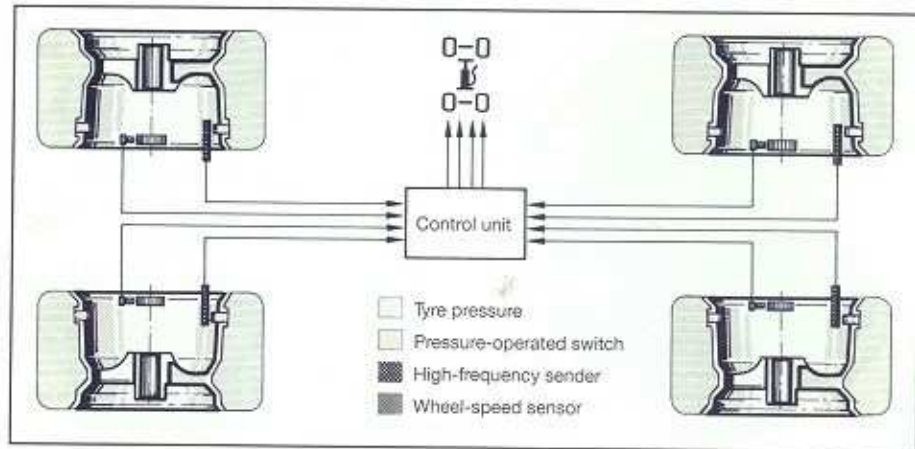 Control unit
Tyre pressure
Pressure-operated switch
High-frequency sender
Wheel-speed sensor